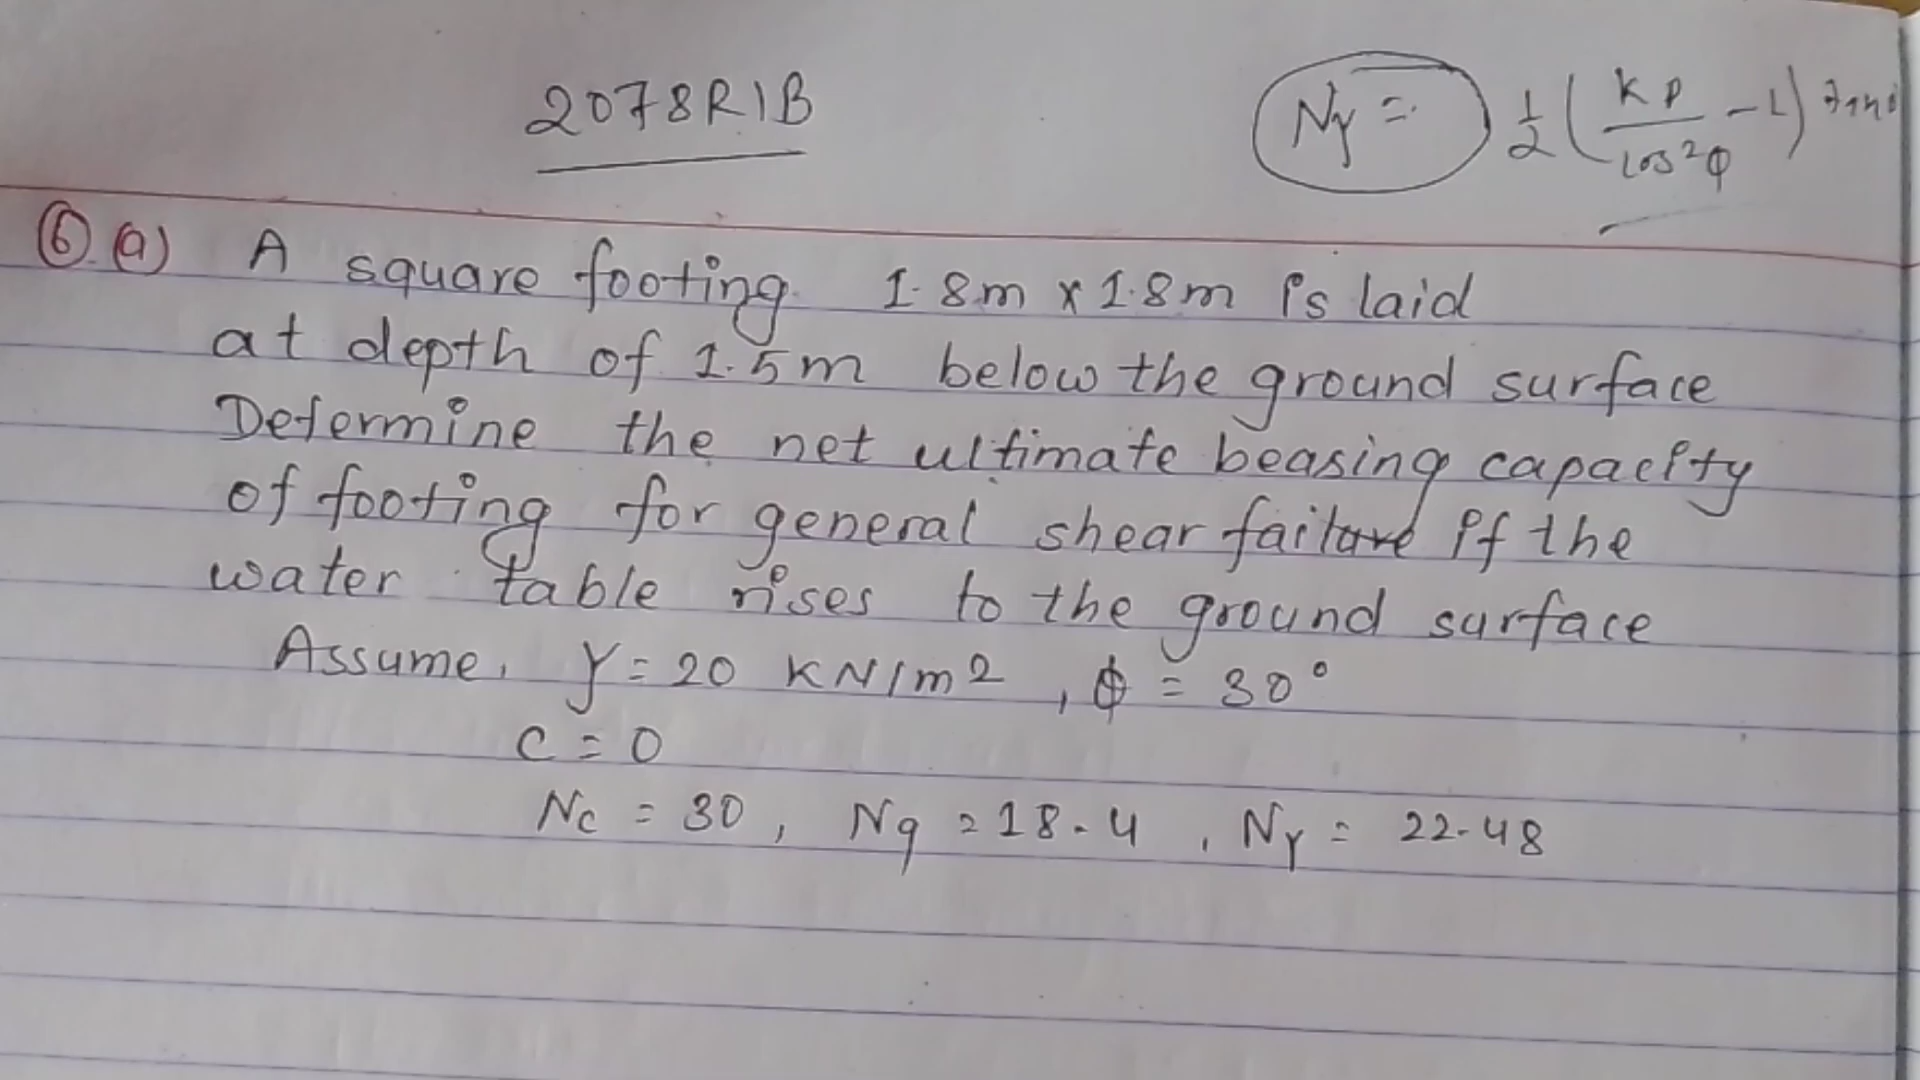 2078RIB
Nγ = 1/2 (KP/cos²φ - 1)
⑥.(a) A square footing 1.8m x 1.8m is laid
at depth of 1.5m below the ground surface
Determine the net ultimate beasing capacity
of footing for general shear failure if the
water table rises to the ground surface
Assume, γ = 20 KN/m2, φ = 30°
C = 0
Nc = 30, Nq = 18.4, Nγ = 22.48